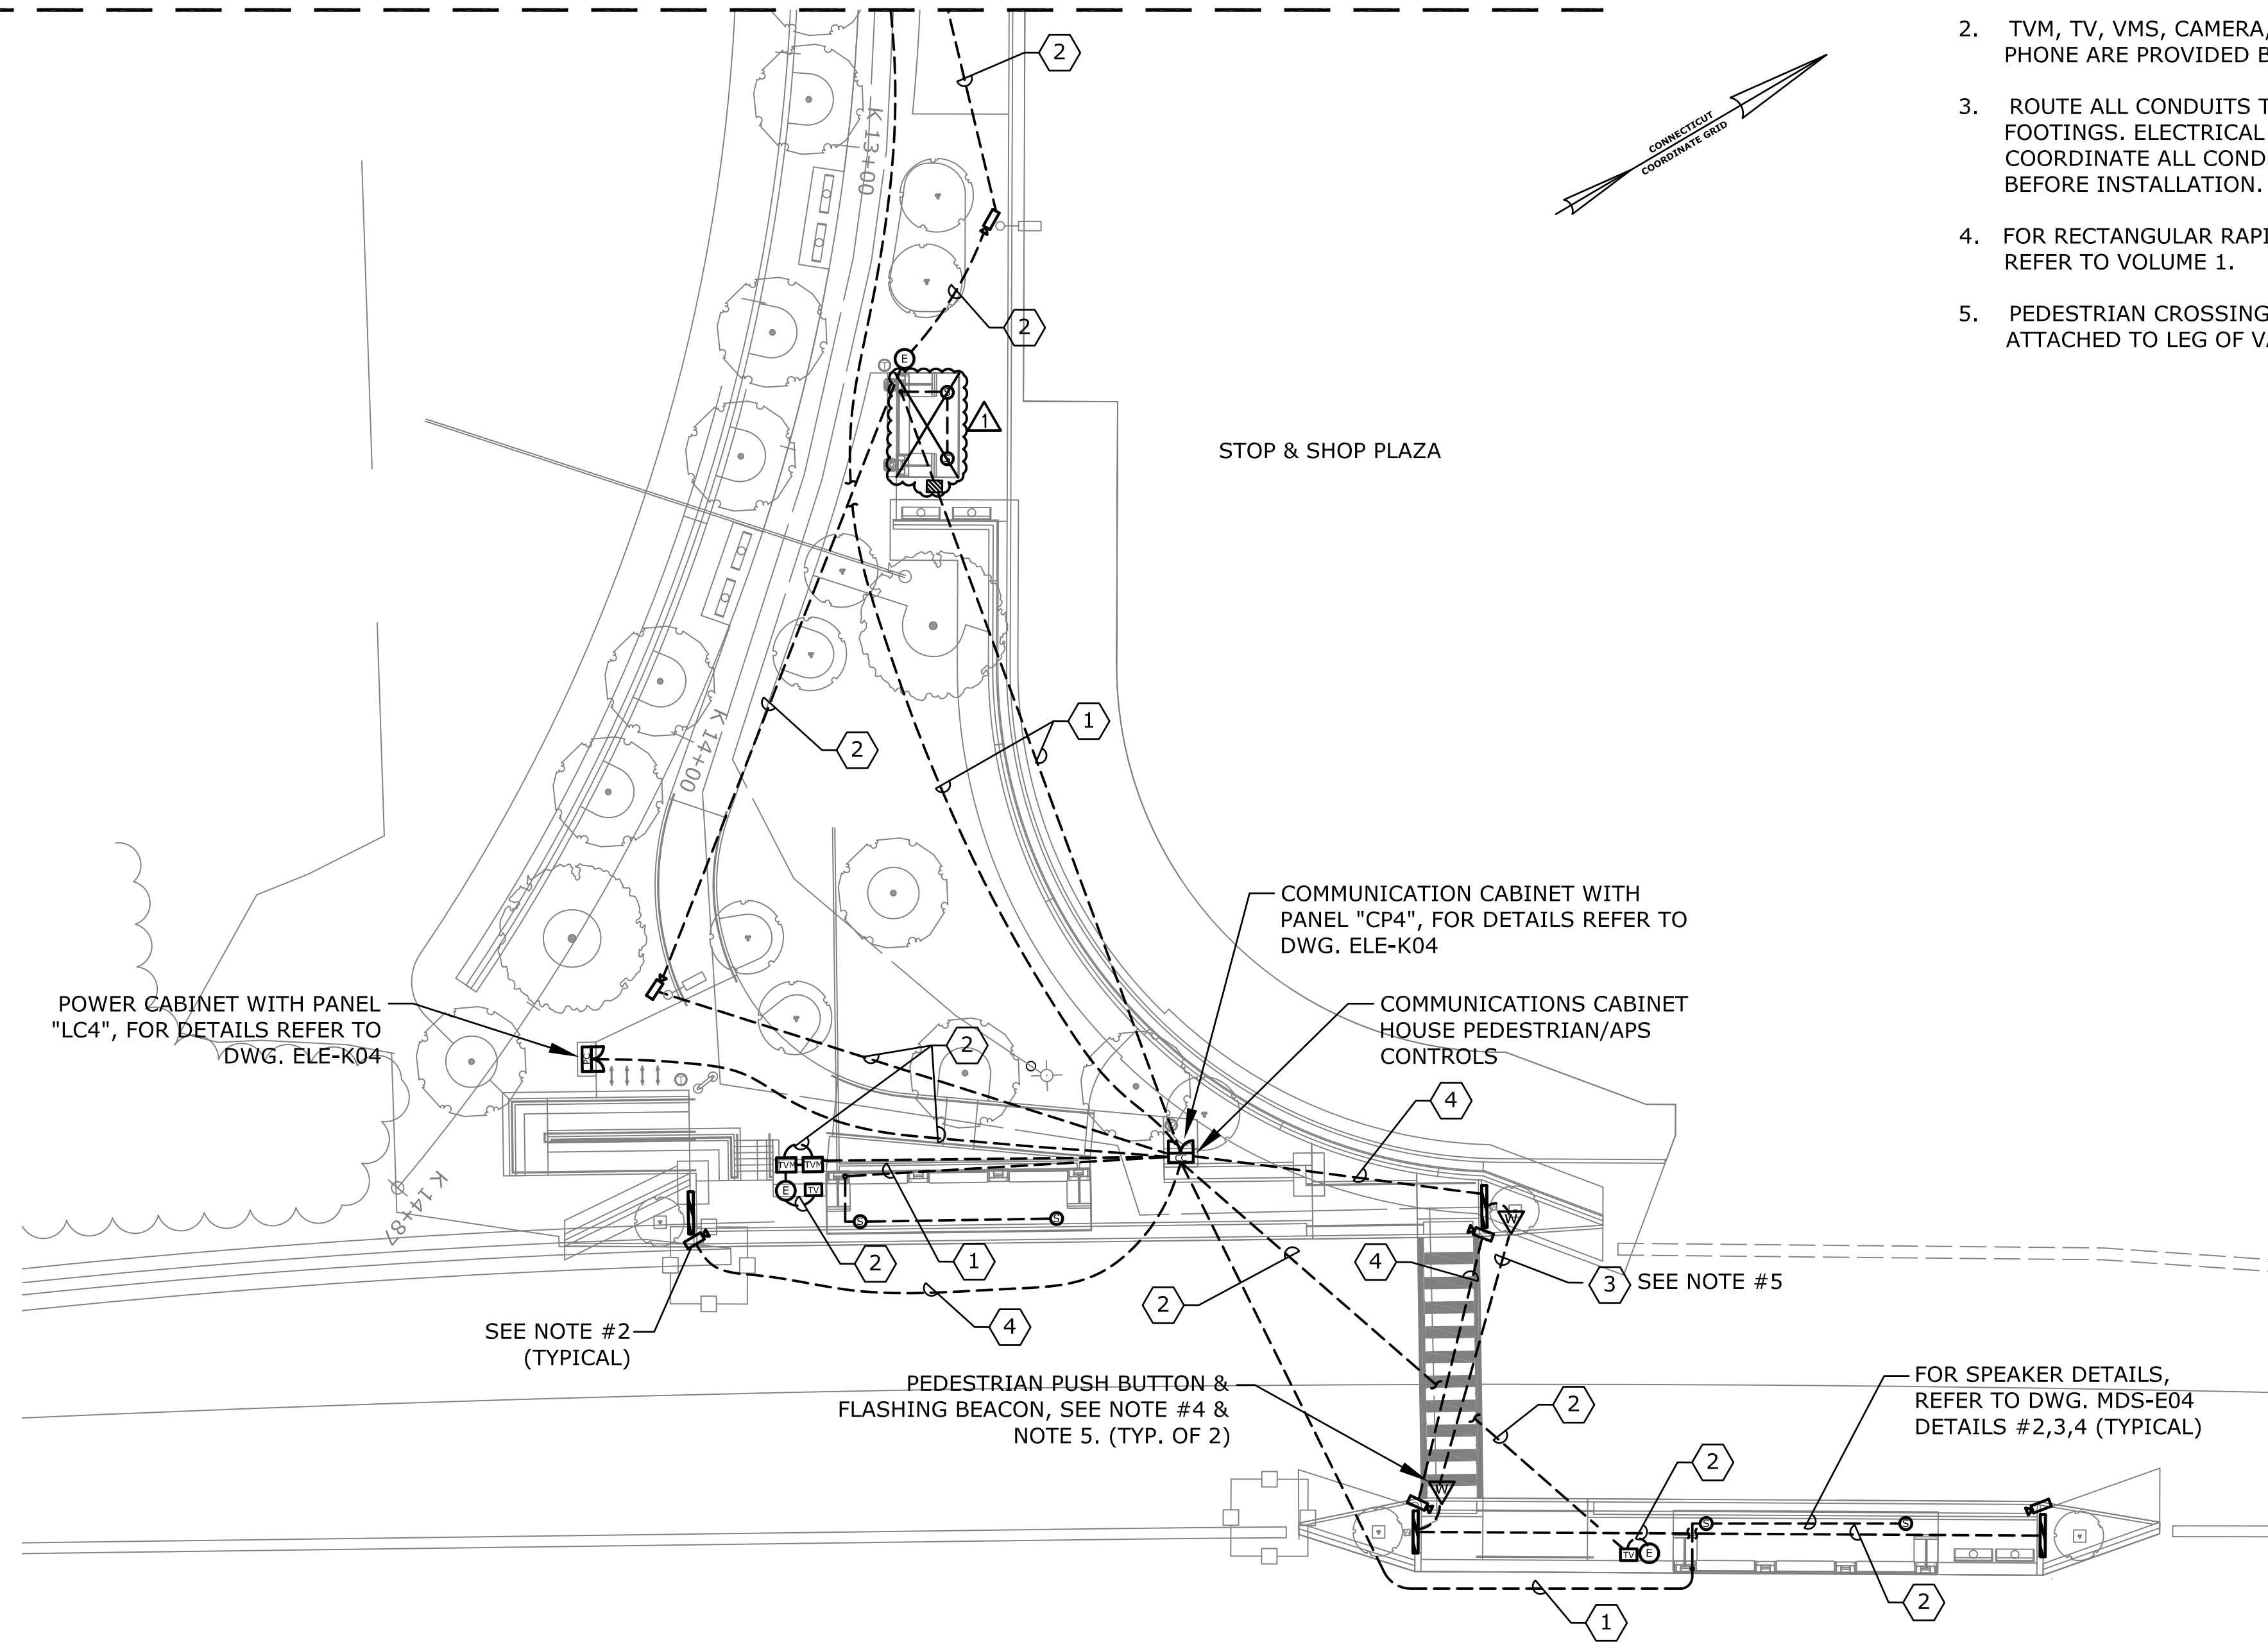 2. TVM, TV, VMS, CAMERA,
PHONE ARE PROVIDED B
3. ROUTE ALL CONDUITS T
FOOTINGS. ELECTRICAL
COORDINATE ALL COND
BEFORE INSTALLATION.
4. FOR RECTANGULAR RAPI
REFER TO VOLUME 1.
5. PEDESTRIAN CROSSING
ATTACHED TO LEG OF VA
CONNECTICUT
COORDINATE GRID
2
K 13+00
2
E
T
S
1
S
STOP & SHOP PLAZA
1
2
K 14+00
COMMUNICATION CABINET WITH
PANEL "CP4", FOR DETAILS REFER TO
DWG. ELE-K04
POWER CABINET WITH PANEL
"LC4", FOR DETAILS REFER TO
DWG. ELE-K04
COMMUNICATIONS CABINET
HOUSE PEDESTRIAN/APS
CONTROLS
2
T
4
CC
TVM TVM
E TV
K 14+87
S S
W
2
1
4
3 SEE NOTE #5
2
4
SEE NOTE #2
(TYPICAL)
PEDESTRIAN PUSH BUTTON &
FLASHING BEACON, SEE NOTE #4 &
NOTE 5. (TYP. OF 2)
FOR SPEAKER DETAILS,
REFER TO DWG. MDS-E04
DETAILS #2,3,4 (TYPICAL)
2
2
W
S S
TV E
2
1